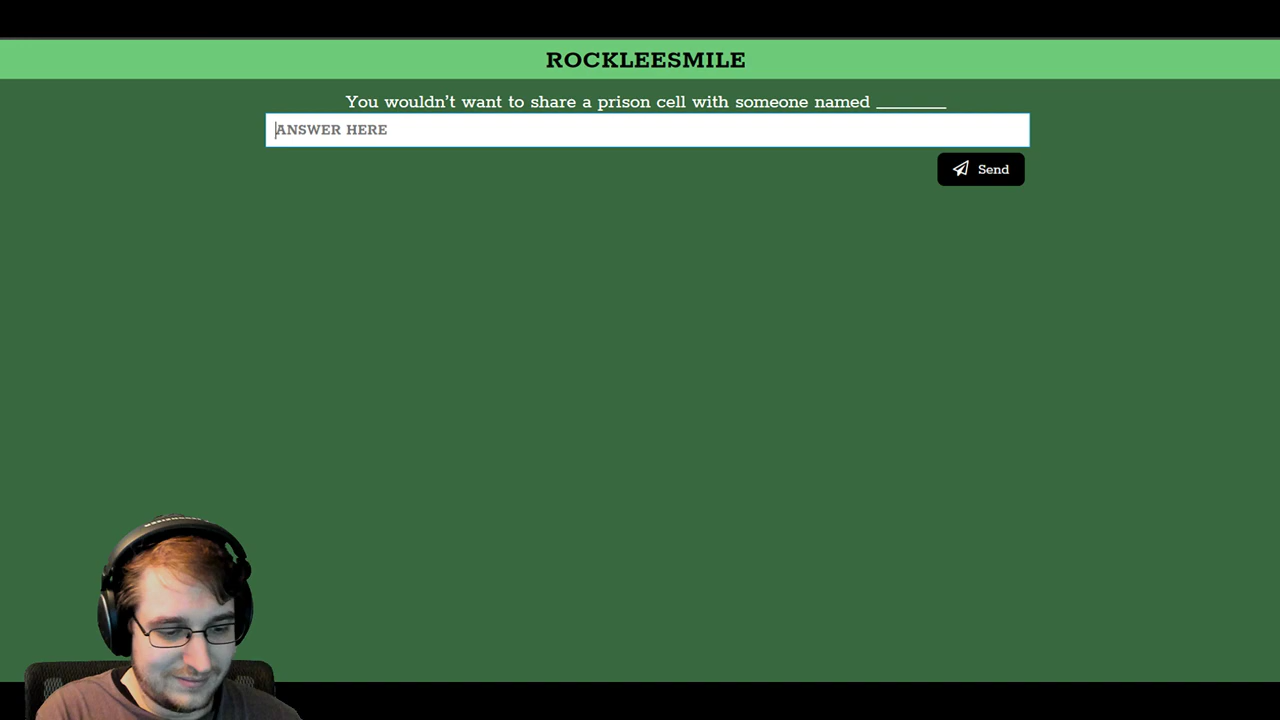 ROCKLEESMILE
You wouldn’t want to share a prison cell with someone named ________
ANSWER HERE
Send